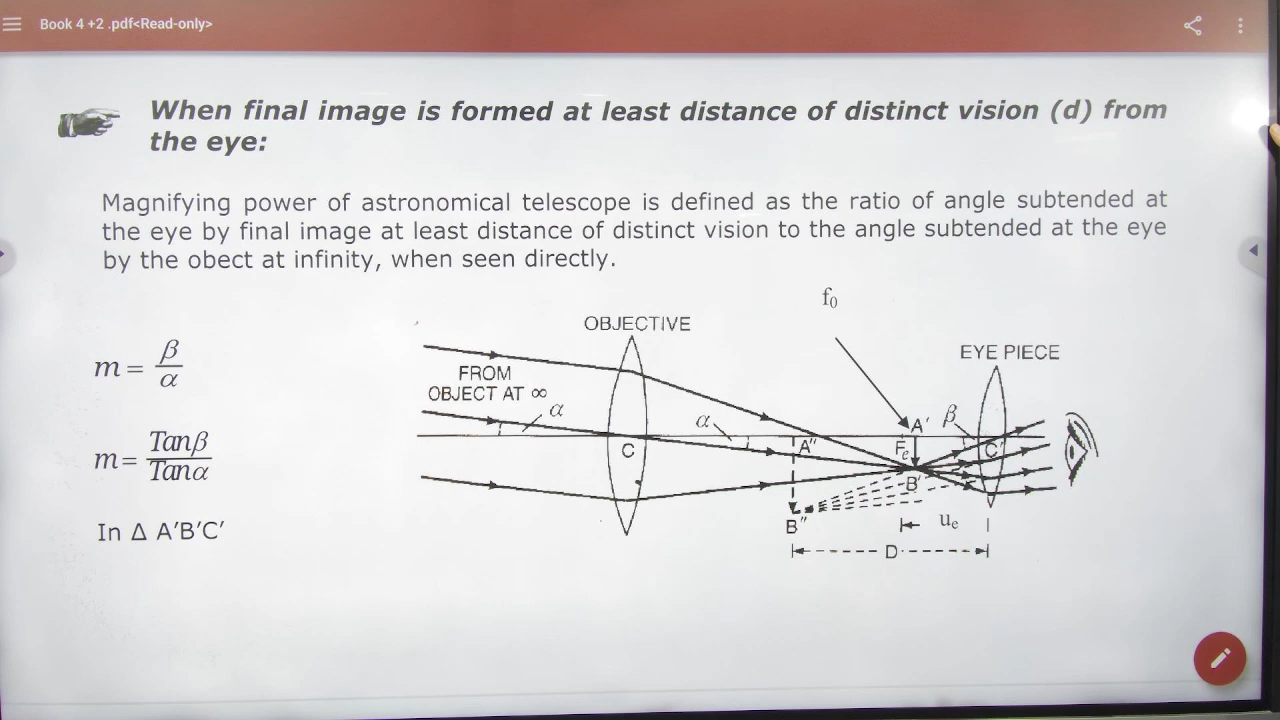 Book 4 +2 .pdf<Read-only>
When final image is formed at least distance of distinct vision (d) from
the eye:
Magnifying power of astronomical telescope is defined as the ratio of angle subtended at
the eye by final image at least distance of distinct vision to the angle subtended at the eye
by the obect at infinity, when seen directly.
m = β/α
m = Tanβ/Tanα
In Δ A′B′C′
f₀
OBJECTIVE
EYE PIECE
FROM
OBJECT AT ∞
α
α
A′
β
C
A″
Fₑ
C′
B′
B″
uₑ
D